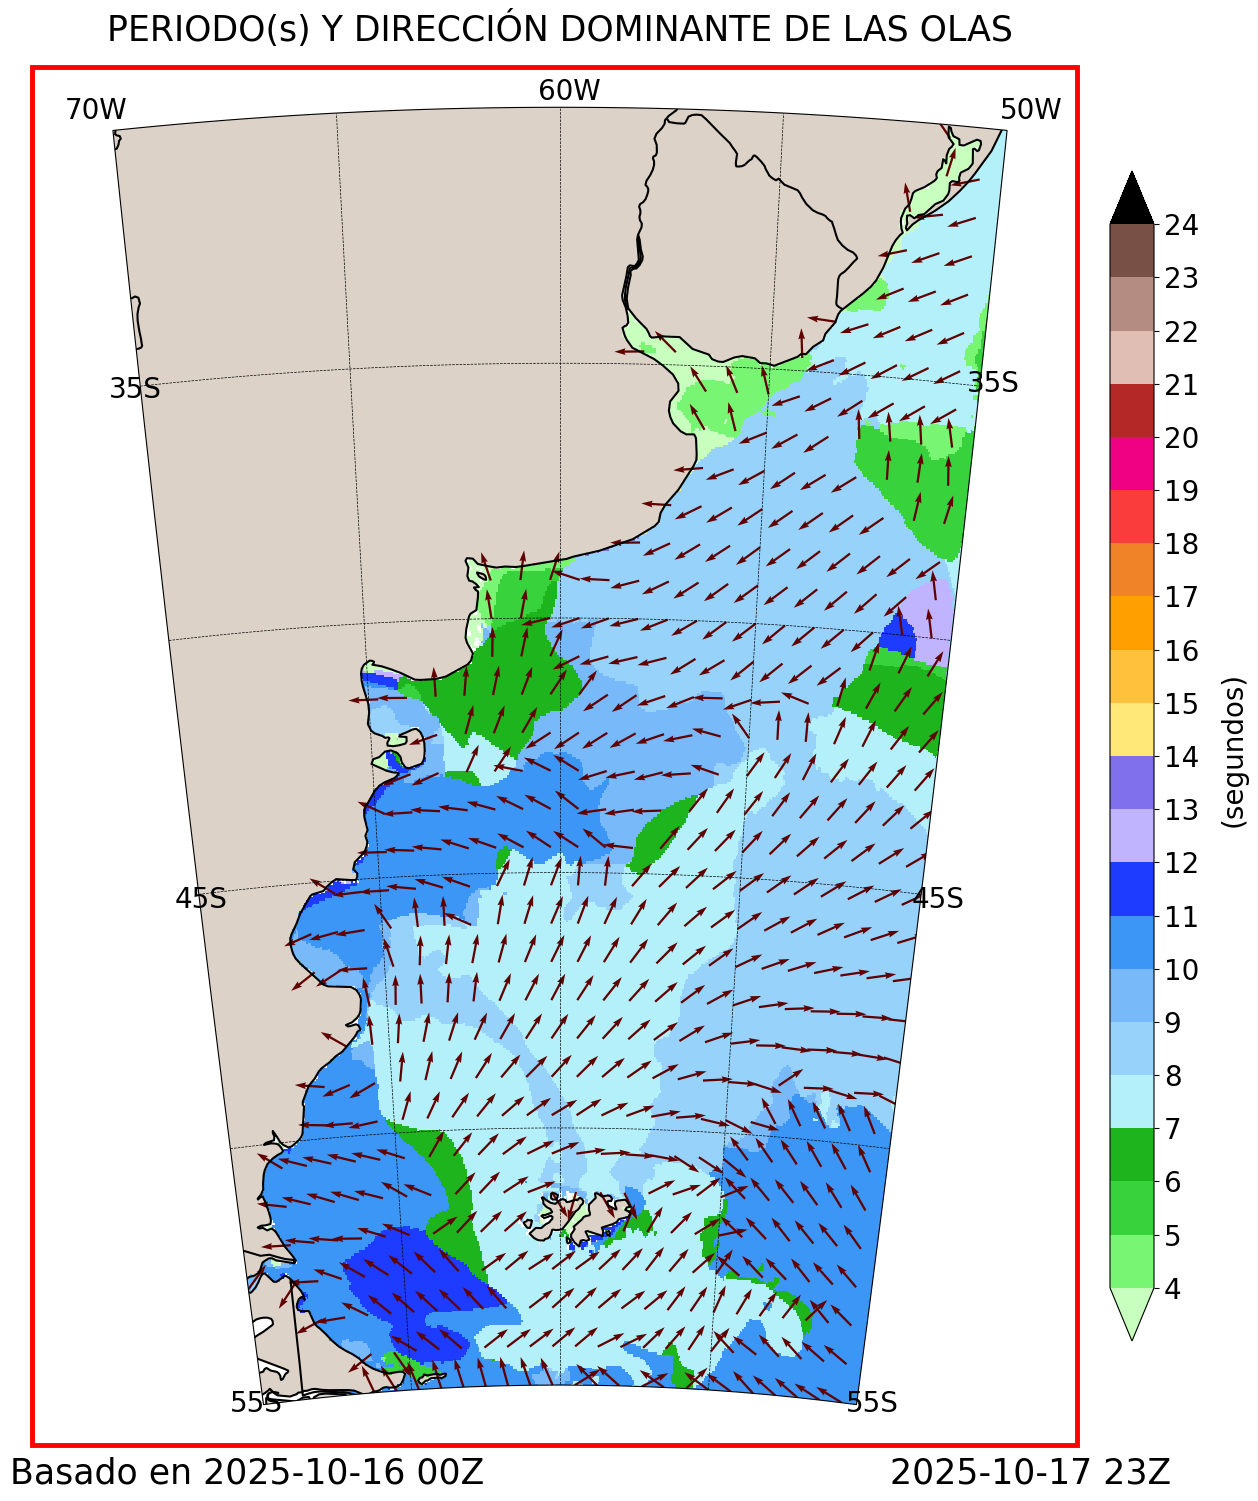 PERIODO(s) Y DIRECCIÓN DOMINANTE DE LAS OLAS
70W
60W
50W
35S
35S
45S
45S
55S
55S
24
23
22
21
20
19
18
17
16
15
14
13
12
11
10
9
8
7
6
5
4
(segundos)
Basado en 2025-10-16 00Z
2025-10-17 23Z